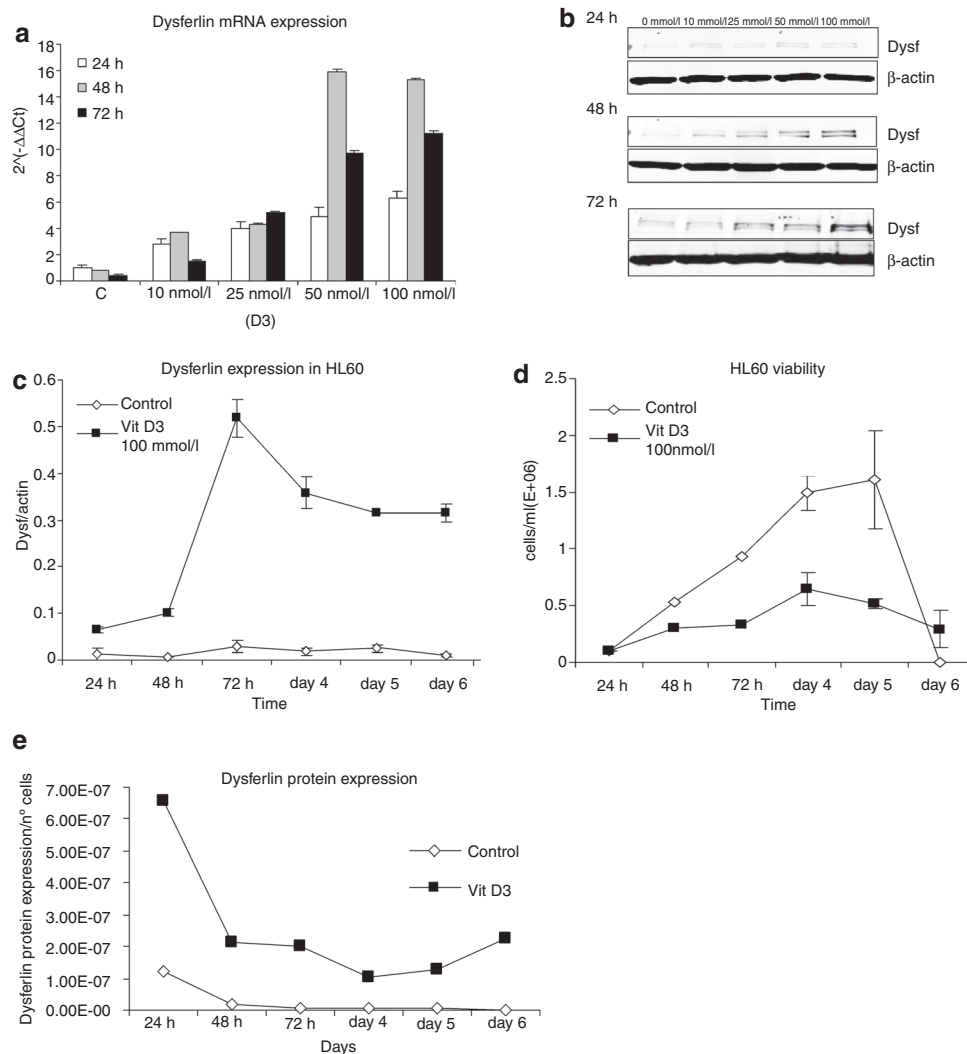 a
Dysferlin mRNA expression
18
16
14
12
10
8
6
4
2
0
2^(-ΔΔCt)
24 h
48 h
72 h
C
10 nmol/l
25 nmol/l
50 nmol/l
100 nmol/l
(D3)
b
24 h
0 mmol/l 10 mmol/l 25 mmol/l 50 mmol/l 100 mmol/l
Dysf
β-actin
48 h
Dysf
β-actin
72 h
Dysf
β-actin
c
Dysferlin expression in HL60
0.6
0.5
0.4
0.3
0.2
0.1
0
Dysf/actin
Control
Vit D3
100 mmol/l
24 h
48 h
72 h
day 4
day 5
day 6
Time
d
HL60 viability
2.5
2
1.5
1
0.5
0
cells/ml(E+06)
Control
Vit D3
100nmol/l
24 h
48 h
72 h
day 4
day 5
day 6
Time
e
Dysferlin protein expression
7.00E-07
6.00E-07
5.00E-07
4.00E-07
3.00E-07
2.00E-07
1.00E-07
0.00E-00
Dysferlin protein expression/nº cells
Control
Vit D3
24 h
48 h
72 h
day 4
day 5
day 6
Days